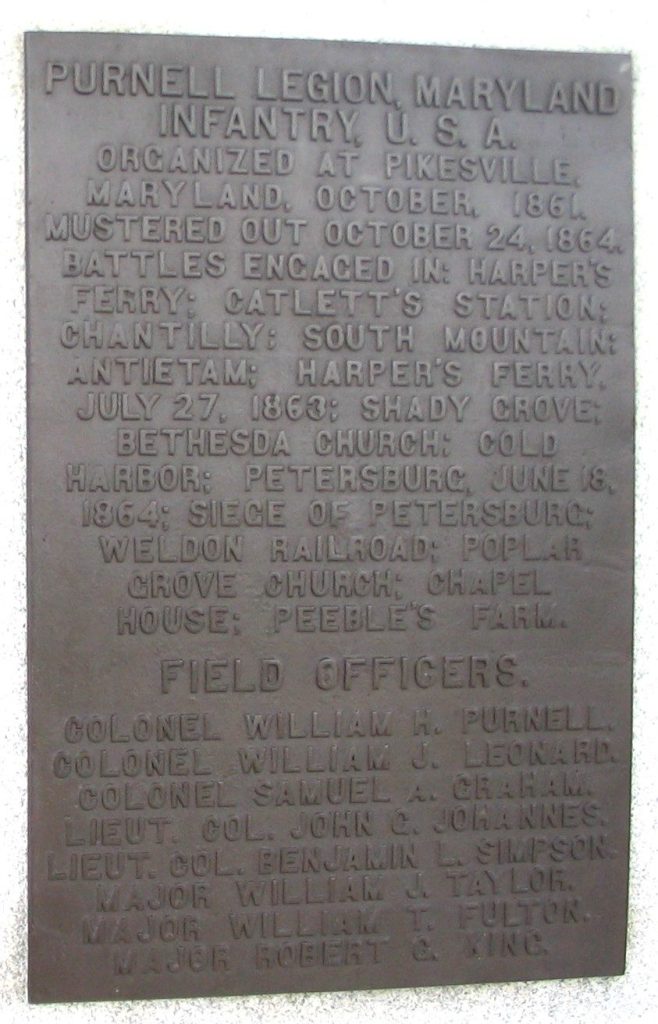 PURNELL LEGION, MARYLAND
INFANTRY, U. S. A.
ORGANIZED AT PIKESVILLE,
MARYLAND, OCTOBER, 1861.
MUSTERED OUT OCTOBER 24, 1864.
BATTLES ENGAGED IN: HARPER'S
FERRY; CATLETT'S STATION;
CHANTILLY; SOUTH MOUNTAIN;
ANTIETAM; HARPER'S FERRY,
JULY 27, 1863; SHADY GROVE;
BETHESDA CHURCH; COLD
HARBOR; PETERSBURG, JUNE 18,
1864; SIEGE OF PETERSBURG;
WELDON RAILROAD; POPLAR
GROVE CHURCH; CHAPEL
HOUSE; PEEBLE'S FARM.
FIELD OFFICERS.
COLONEL WILLIAM H. PURNELL.
COLONEL WILLIAM J. LEONARD.
COLONEL SAMUEL A. GRAHAM.
LIEUT. COL. JOHN G. JOHANNES.
LIEUT. COL. BENJAMIN L. SIMPSON.
MAJOR WILLIAM J. TAYLOR.
MAJOR WILLIAM T. FULTON.
MAJOR ROBERT G. KING.